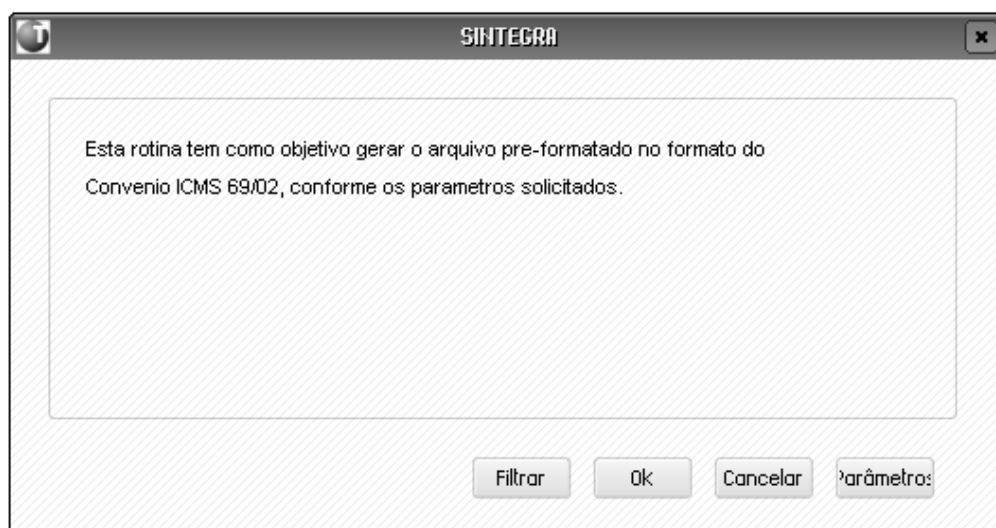 SINTEGRA
Esta rotina tem como objetivo gerar o arquivo pre-formatado no formato do
Convenio ICMS 69/02, conforme os parametros solicitados.
Filtrar Ok Cancelar Parâmetros